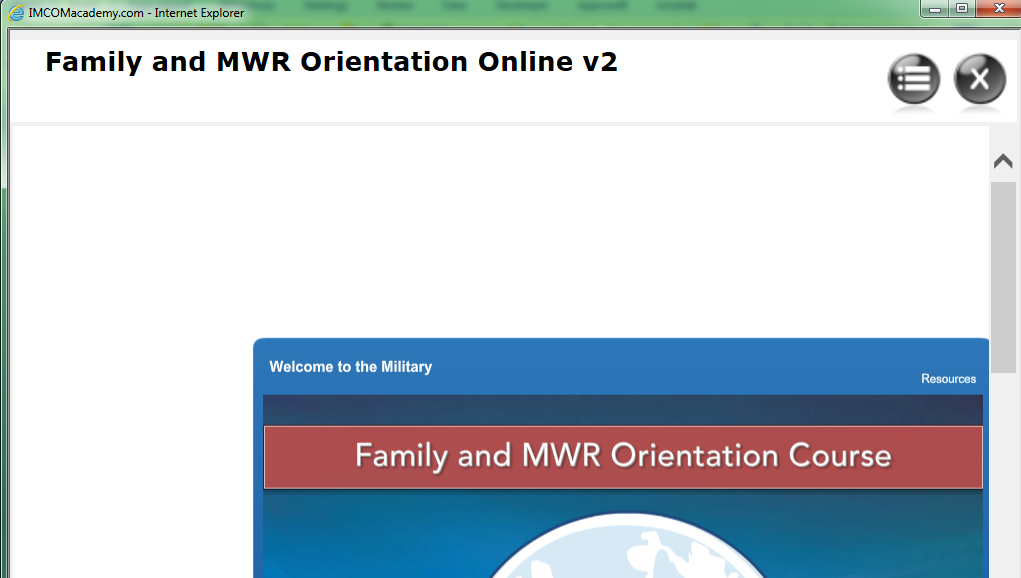 IMCOMacademy.com - Internet Explorer
Family and MWR Orientation Online v2
Welcome to the Military
Resources
Family and MWR Orientation Course